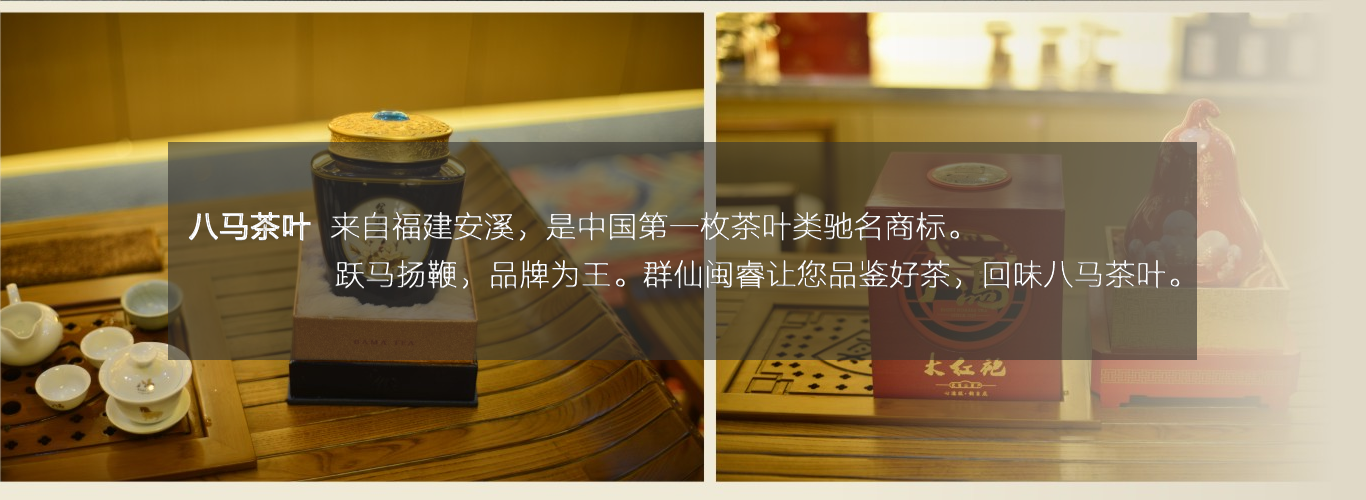 八马茶叶 来自福建安溪，是中国第一枚茶叶类驰名商标。
跃马扬鞭，品牌为王。群仙闽睿让您品鉴好茶，回味八马茶叶。
BAMA TEA
大红袍